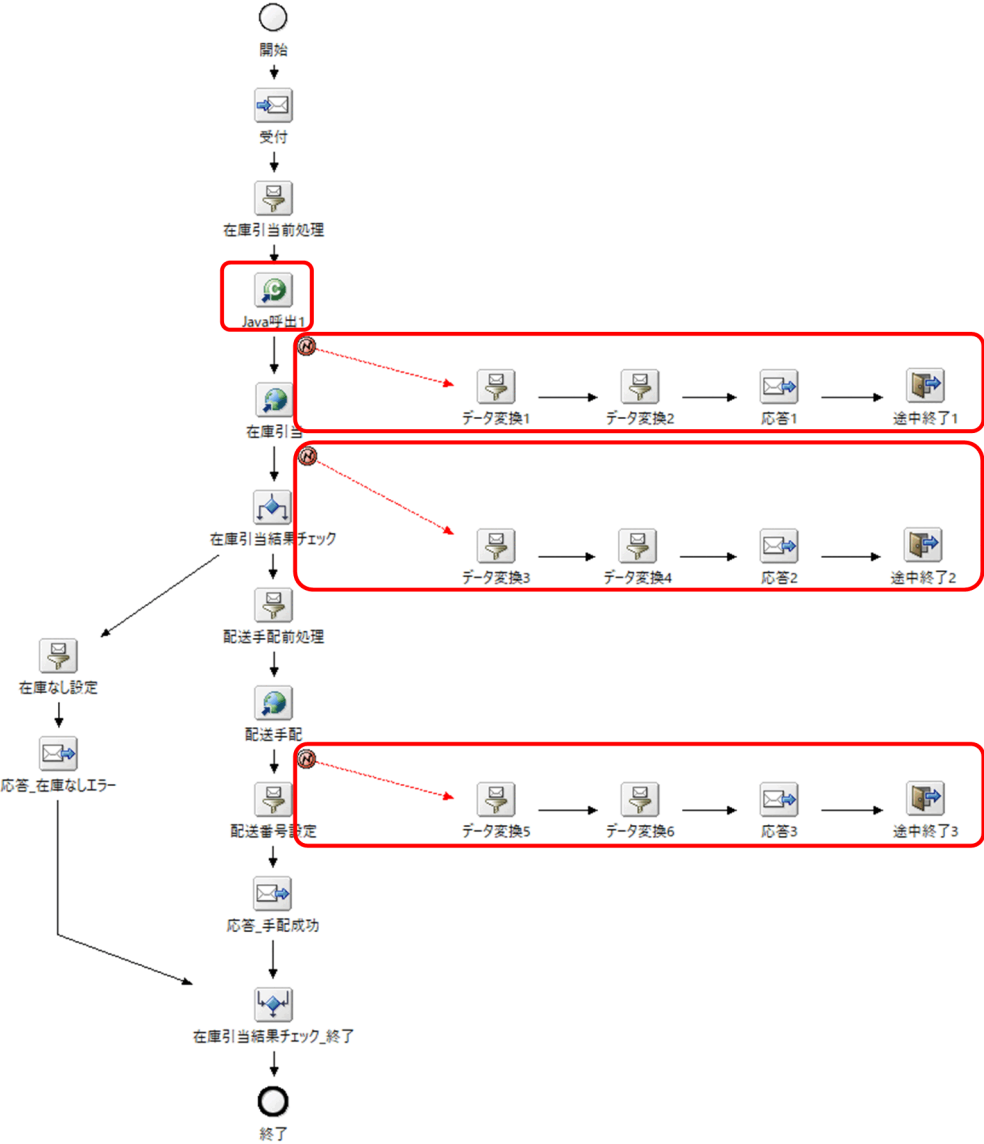 開始
受付
在庫引当前処理
Java呼出1
データ変換1
データ変換2
応答1
途中終了1
在庫引当
在庫引当結果チェック
データ変換3
データ変換4
応答2
途中終了2
配送手配前処理
在庫なし設定
配送手配
応答_在庫なしエラー
配送番号設定
データ変換5
データ変換6
応答3
途中終了3
応答_手配成功
在庫引当結果チェック_終了
終了